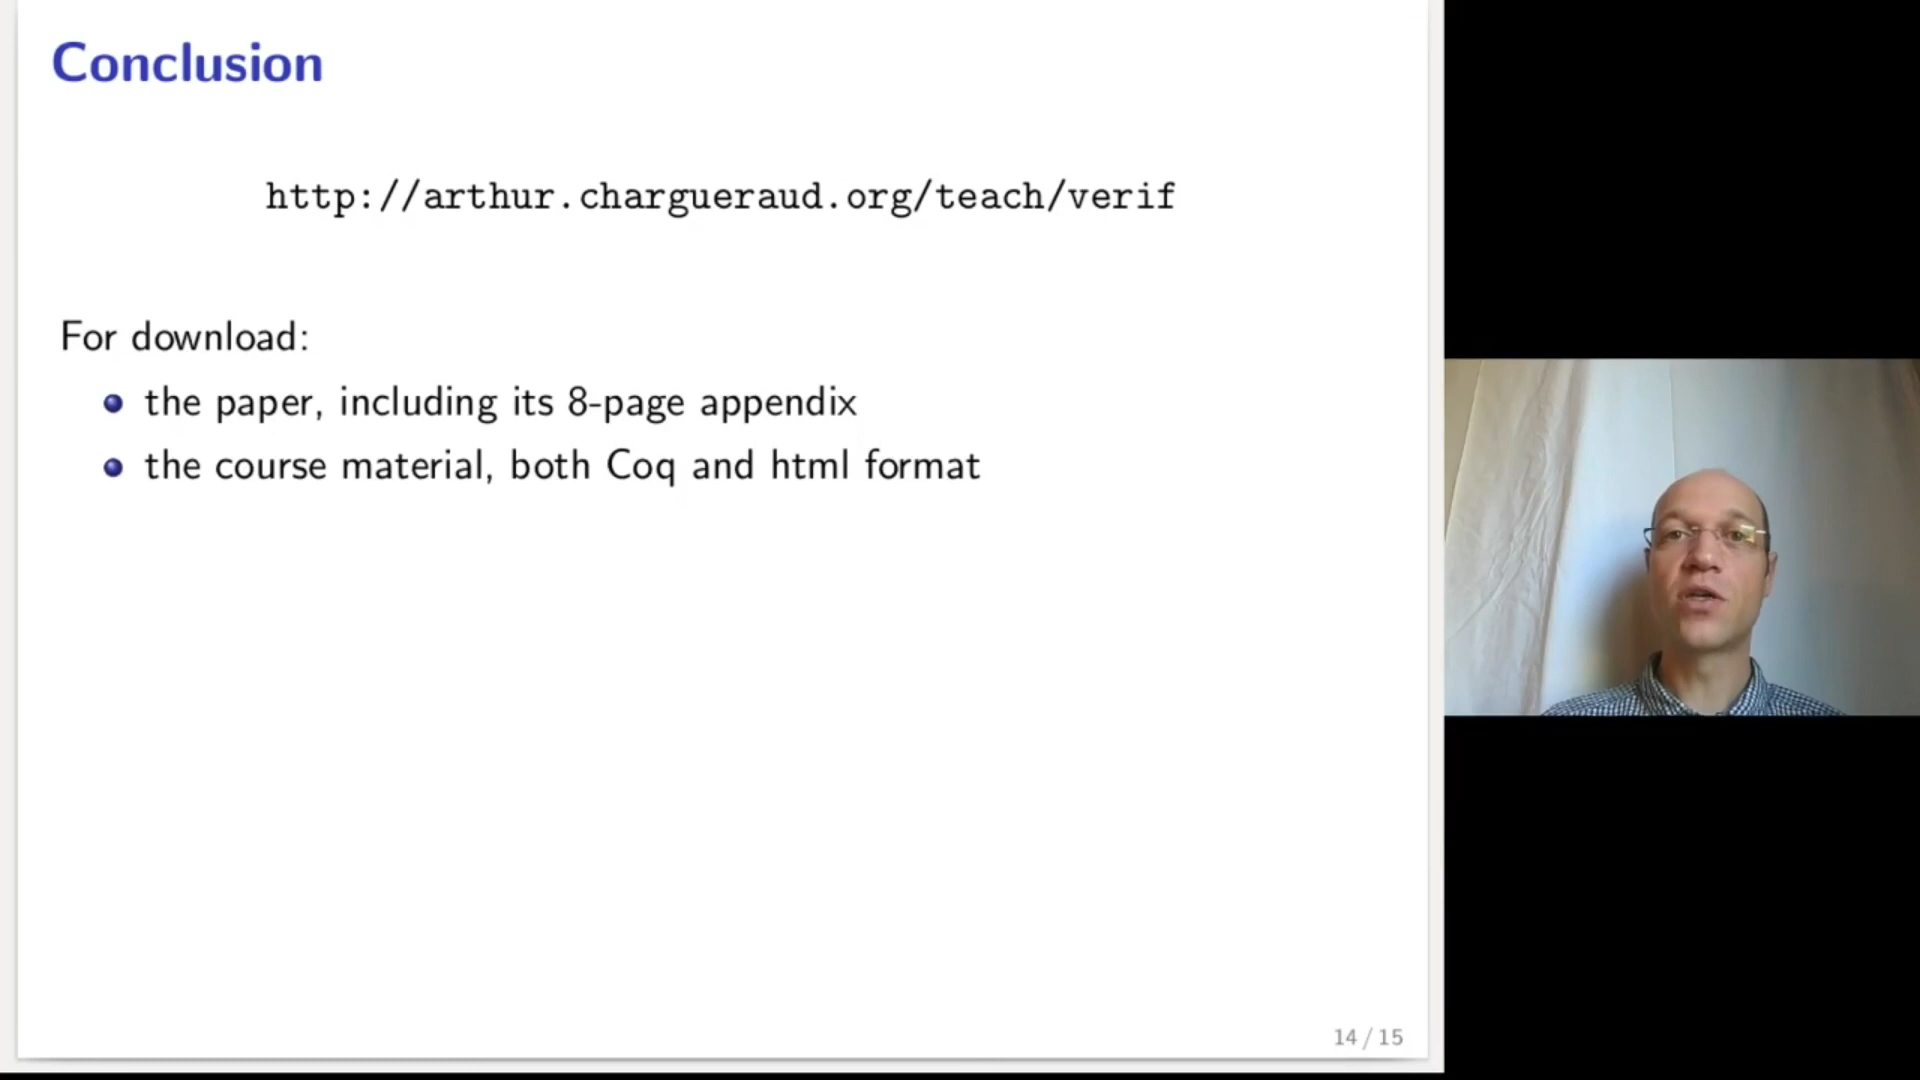 Conclusion
http://arthur.chargueraud.org/teach/verif
For download:
the paper, including its 8-page appendix
the course material, both Coq and html format
14 / 15